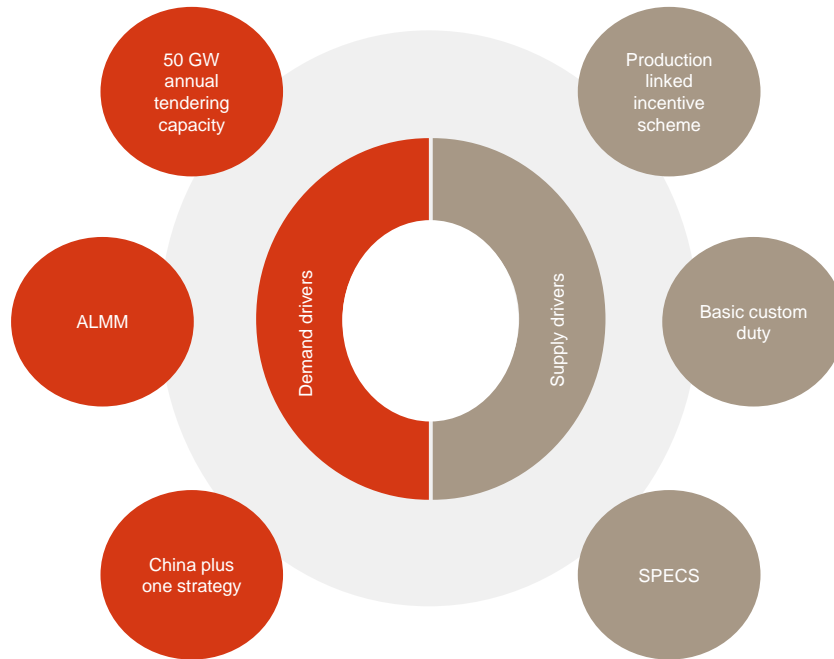 50 GW
annual
tendering
capacity
Production
linked
incentive
scheme
Demand drivers
Supply drivers
ALMM
Basic custom
duty
China plus
one strategy
SPECS